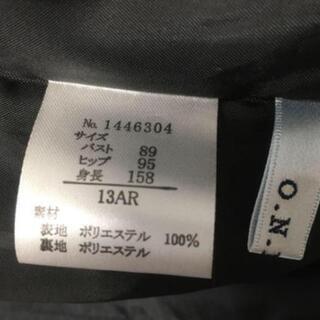 No. 1446304
サイズ
バスト 89
ヒップ 95
身長 158
13AR
素材
表地 ポリエステル 100%
裏地 ポリエステル
O.N.